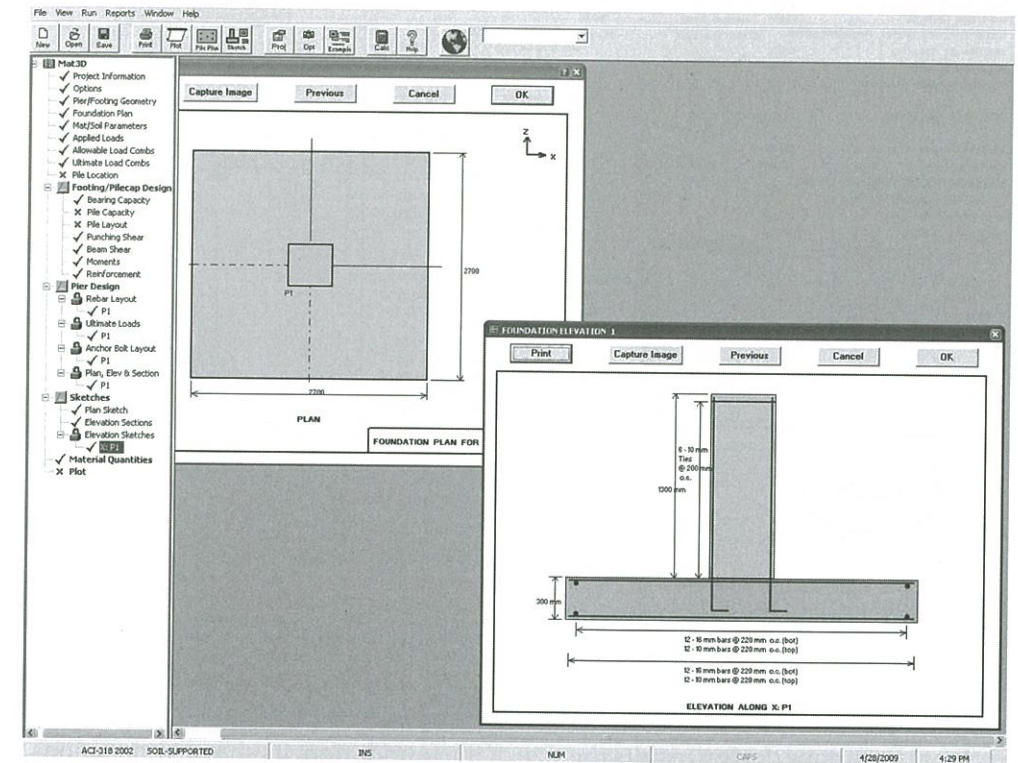 File View Run Reports Window Help
New Open Save Print Plot Pile Plan Sketch Proj Opt Example Calc Help
Mat3D
Project Information
Options
Pier/Footing Geometry
Foundation Plan
Mat/Soil Parameters
Applied Loads
Allowable Load Combs
Ultimate Load Combs
Pile Location
Footing/Pilecap Design
Bearing Capacity
Pile Capacity
Pile Layout
Punching Shear
Beam Shear
Moments
Reinforcement
Pier Design
Rebar Layout
P1
Ultimate Loads
P1
Anchor Bolt Layout
P1
Plan, Elev & Section
P1
Sketches
Plan Sketch
Elevation Sections
Elevation Sketches
X: P1
Material Quantities
Plot
Capture Image Previous Cancel OK
Z
X
2700
P1
2700
PLAN
FOUNDATION PLAN FOR
FOUNDATION ELEVATION 1
Print Capture Image Previous Cancel OK
6 - 10 mm
Ties
@ 200 mm
o.c.
1300 mm
300 mm
12 - 16 mm bars @ 220 mm o.c. (bot)
12 - 10 mm bars @ 220 mm o.c. (top)
12 - 16 mm bars @ 220 mm o.c. (bot)
12 - 10 mm bars @ 220 mm o.c. (top)
ELEVATION ALONG X: P1
ACI-318 2002 SOIL-SUPPORTED INS NUM CAPS 4/28/2009 4:29 PM